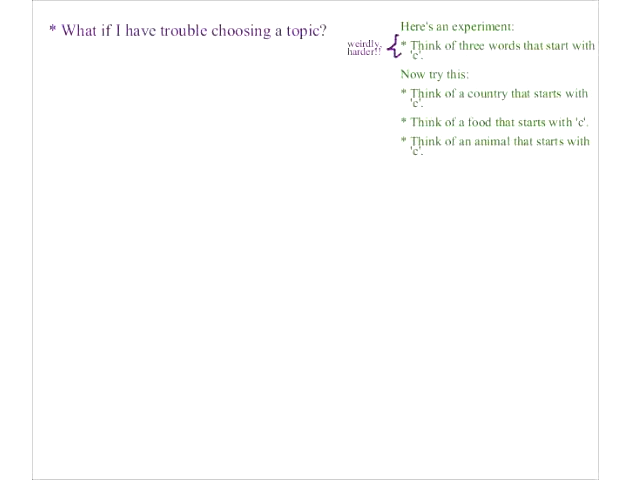 * What if I have trouble choosing a topic?
Here's an experiment:
weirdly,
harder!!
* Think of three words that start with
'c'.
Now try this:
* Think of a country that starts with
'c'.
* Think of a food that starts with 'c'.
* Think of an animal that starts with
'c'.